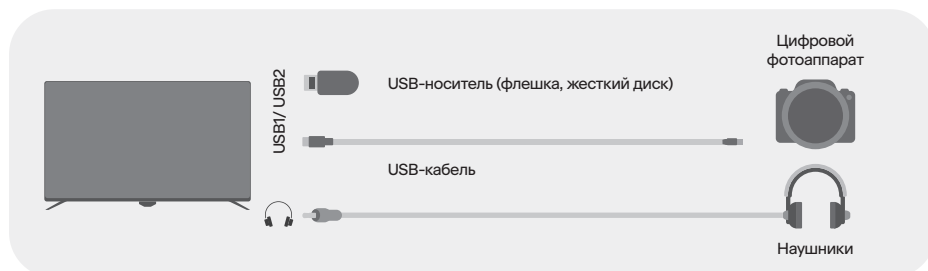 Цифровой
фотоаппарат
USB1/ USB2
USB-носитель (флешка, жесткий диск)
USB-кабель
Наушники